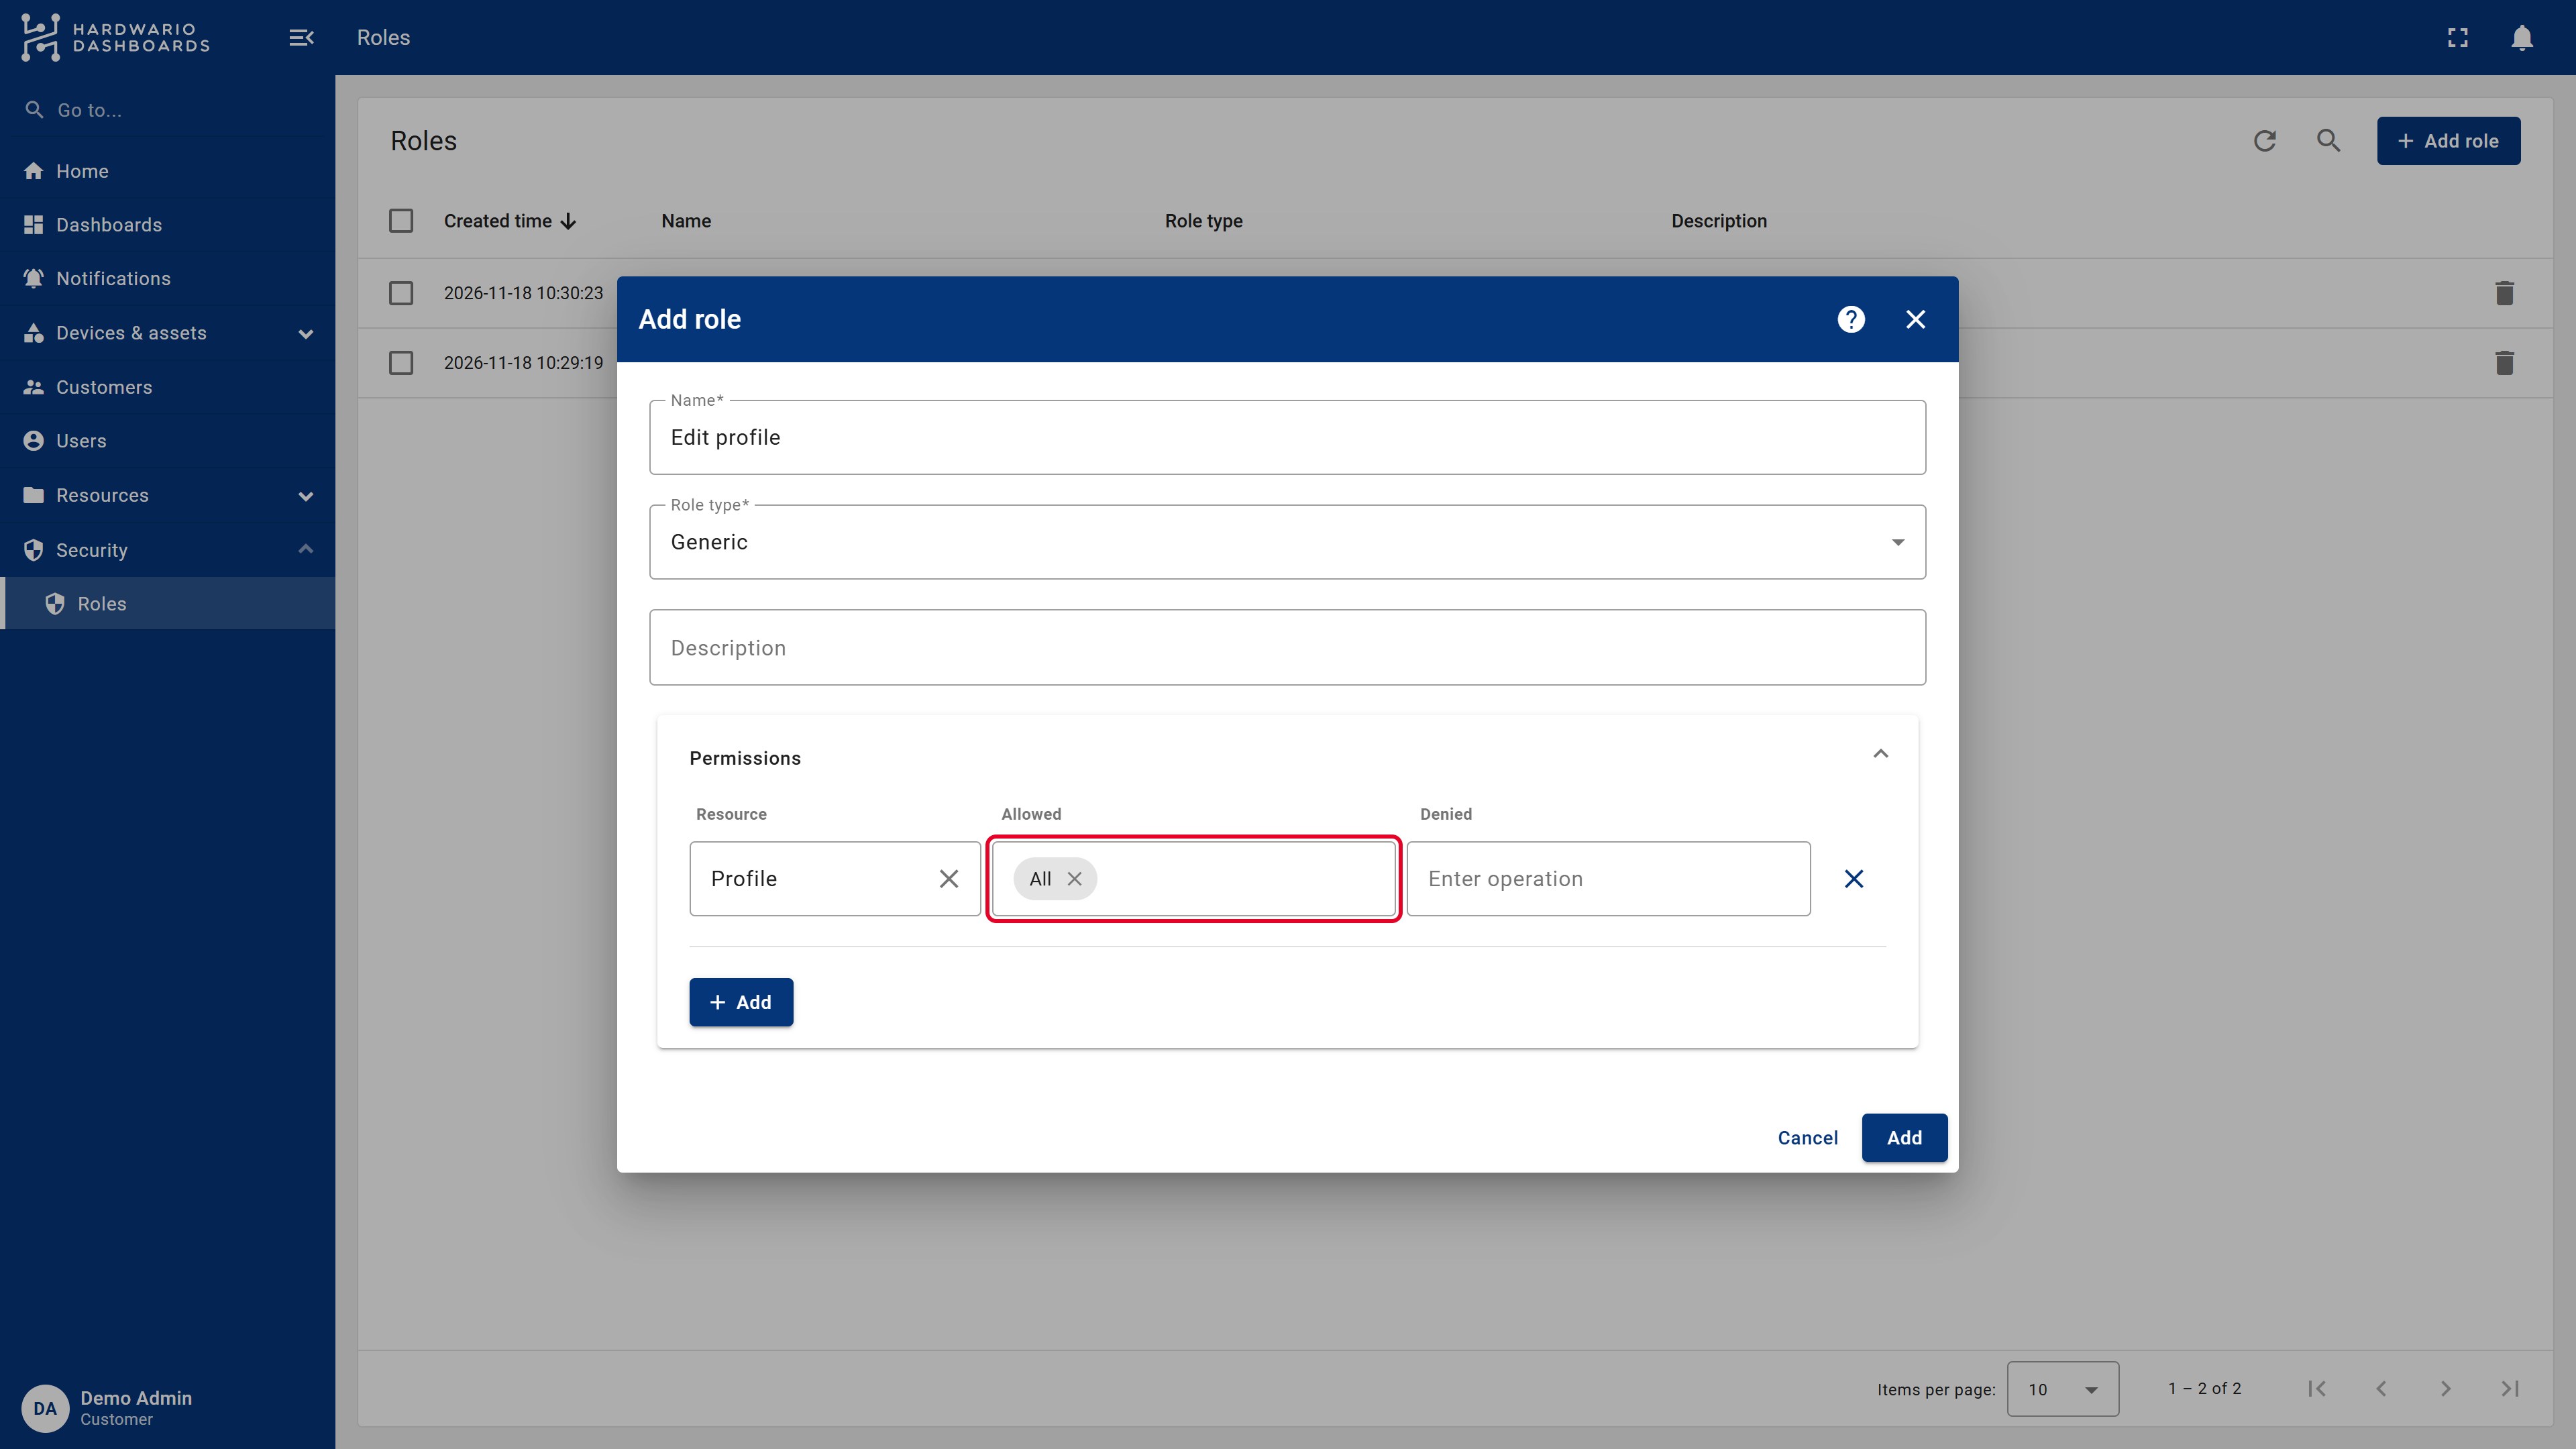 HARDWARIO
DASHBOARDS
Roles
Go to...
Home
Dashboards
Notifications
Devices & assets
Customers
Users
Resources
Security
Roles
Demo Admin
DA
Customer
Roles
+ Add role
Created time
Name
Role type
Description
2026-11-18 10:30:23
2026-11-18 10:29:19
Add role
?
Name*
Edit profile
Role type*
Generic
Description
Permissions
Resource
Allowed
Denied
Profile
All
Enter operation
+ Add
Cancel
Add
Items per page:
10
1 – 2 of 2